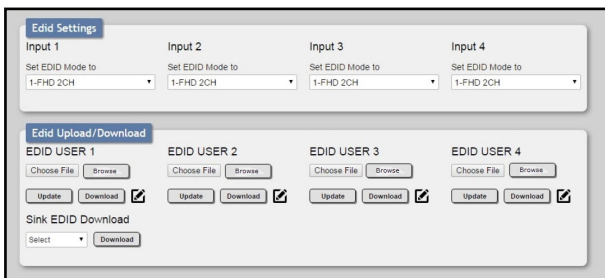 Edid Settings
Input 1 Input 2 Input 3 Input 4
Set EDID Mode to Set EDID Mode to Set EDID Mode to Set EDID Mode to
1-FHD 2CH 1-FHD 2CH 1-FHD 2CH 1-FHD 2CH
Edid Upload/Download
EDID USER 1 EDID USER 2 EDID USER 3 EDID USER 4
Choose File Browse Choose File Browse Choose File Browse Choose File Browse
Update Download Update Download Update Download Update Download
Sink EDID Download
Select Download